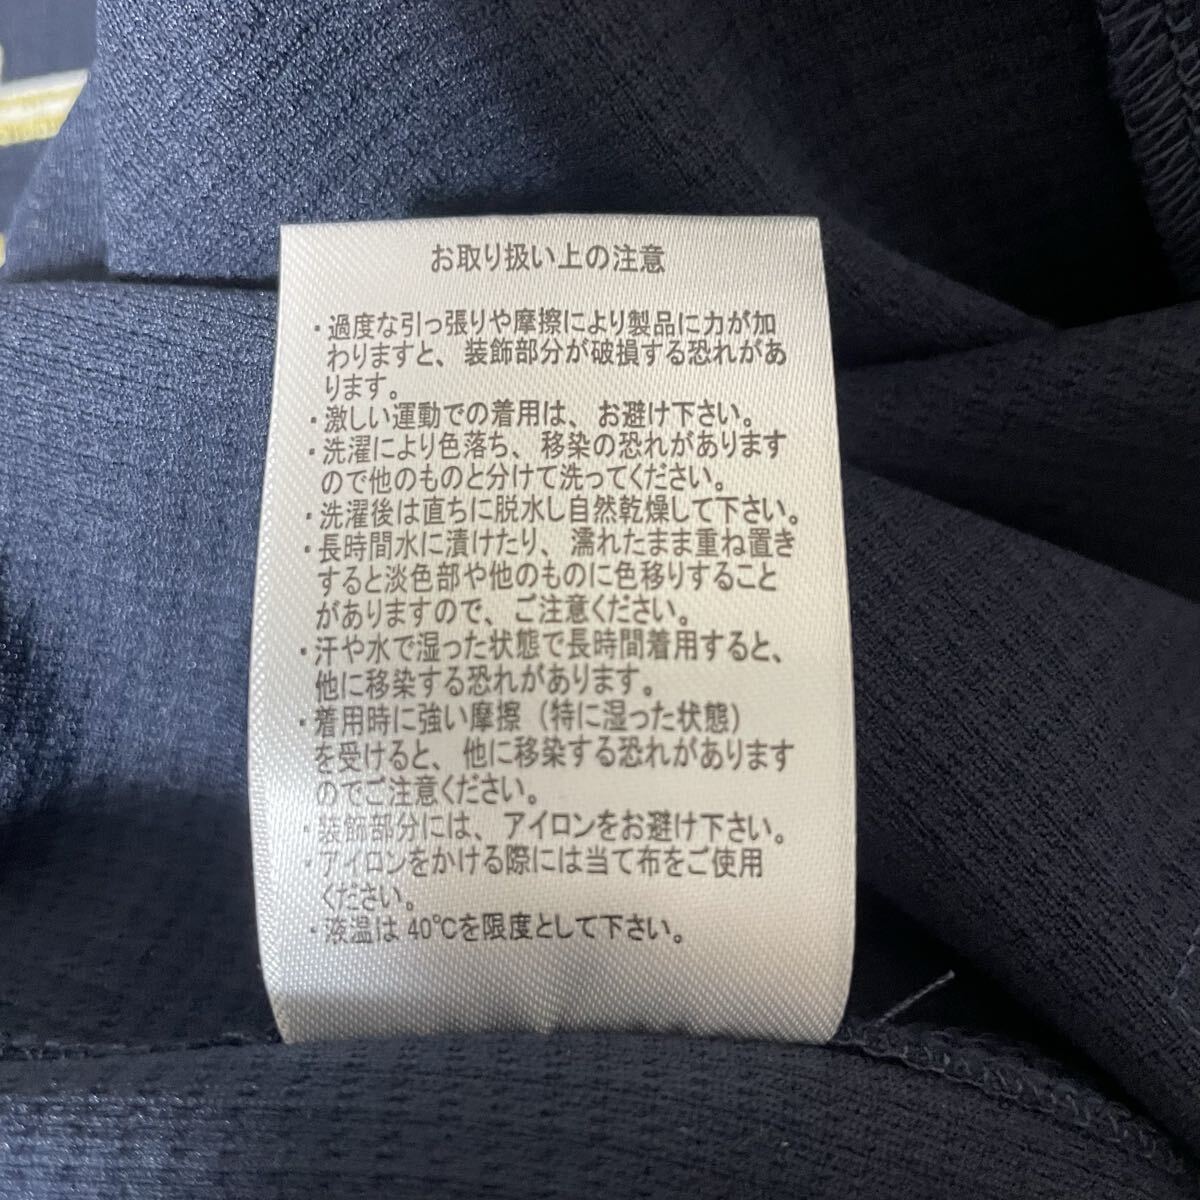 お取り扱い上の注意
・過度な引っ張りや摩擦により製品に力が加
わりますと、装飾部分が破損する恐れがあ
ります。
・激しい運動での着用は、お避け下さい。
・洗濯により色落ち、移染の恐れがあります
ので他のものと分けて洗ってください。
・洗濯後は直ちに脱水し自然乾燥して下さい。
・長時間水に漬けたり、濡れたまま重ね置き
すると淡色部や他のものに色移りすること
がありますので、ご注意ください。
・汗や水で湿った状態で長時間着用すると、
他に移染する恐れがあります。
・着用時に強い摩擦（特に湿った状態）
を受けると、他に移染する恐れがあります
のでご注意ください。
・装飾部分には、アイロンをお避け下さい。
・アイロンをかける際には当て布をご使用
ください。
・液温は40℃を限度として下さい。